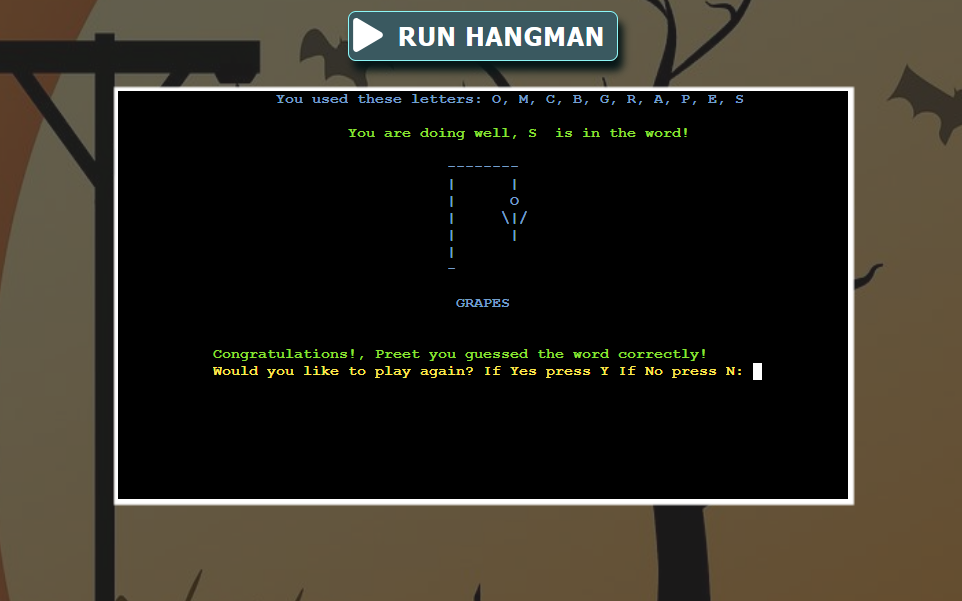 RUN HANGMAN
You used these letters: O, M, C, B, G, R, A, P, E, S
You are doing well, S  is in the word!
GRAPES
Congratulations!, Preet you guessed the word correctly!
Would you like to play again? If Yes press Y If No press N: